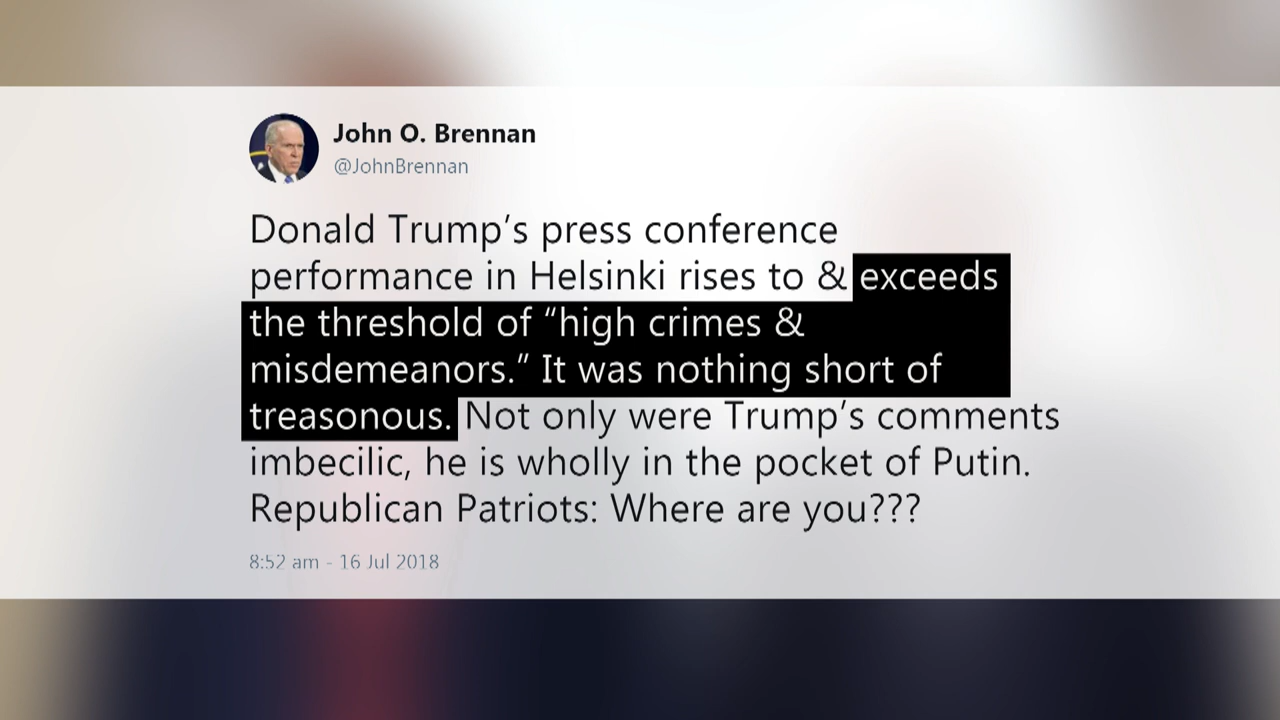 John O. Brennan
@JohnBrennan
Donald Trump’s press conference
performance in Helsinki rises to & exceeds
the threshold of “high crimes &
misdemeanors.” It was nothing short of
treasonous. Not only were Trump’s comments
imbecilic, he is wholly in the pocket of Putin.
Republican Patriots: Where are you???
8:52 am - 16 Jul 2018